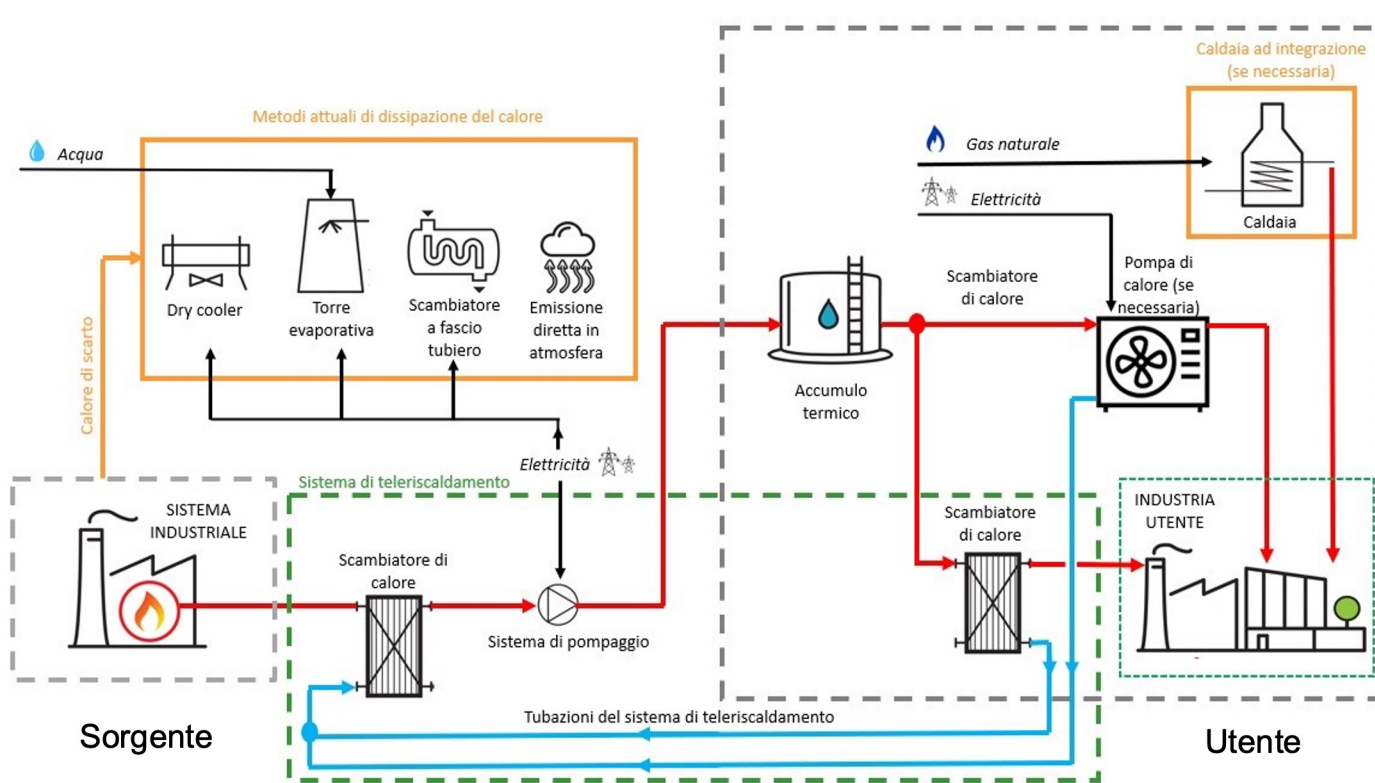 Caldaia ad integrazione
(se necessaria)
Metodi attuali di dissipazione del calore
Acqua
Gas naturale
Elettricità
Caldaia
Dry cooler
Torre
evaporativa
Scambiatore
a fascio
tubiero
Emissione
diretta in
atmosfera
Scambiatore
di calore
Pompa di
calore (se
necessaria)
Calore di scarto
Accumulo
termico
Elettricità
Sistema di teleriscaldamento
SISTEMA
INDUSTRIALE
Scambiatore di
calore
Sistema di pompaggio
Scambiatore
di calore
INDUSTRIA
UTENTE
Tubazioni del sistema di teleriscaldamento
Sorgente
Utente